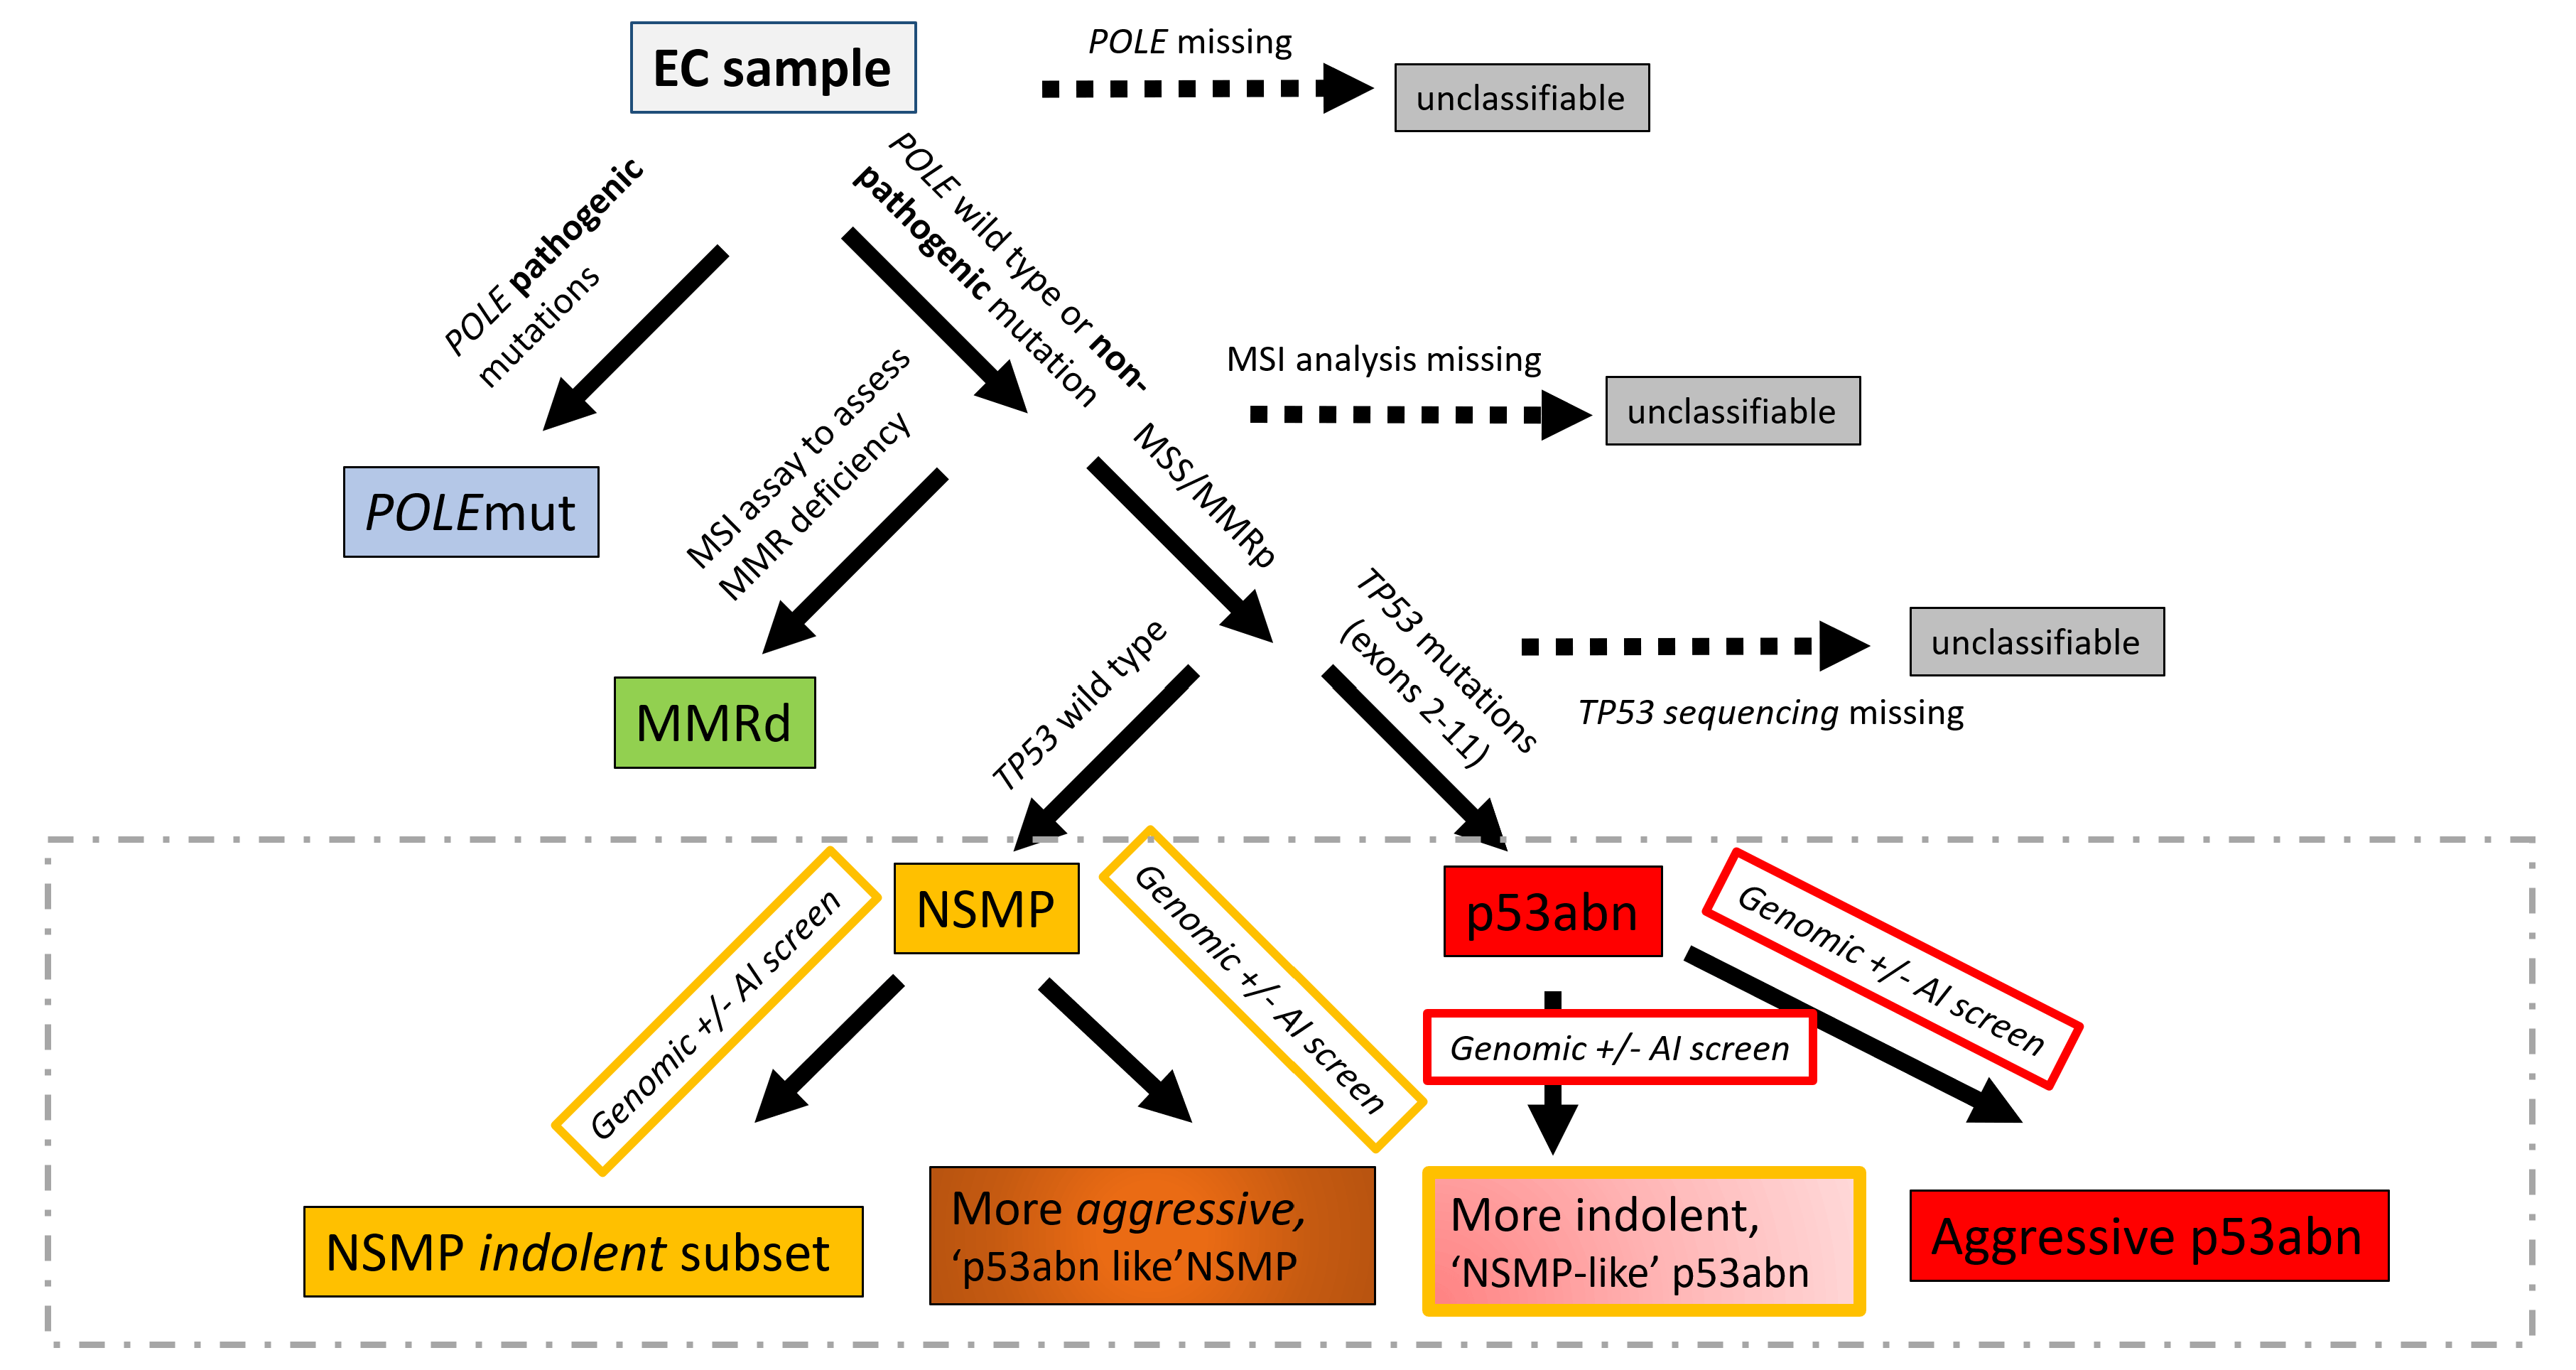 EC sample
POLE missing
unclassifiable
POLE pathogenic
mutations
POLE wild type or non-
pathogenic mutation
MSI analysis missing
unclassifiable
POLEmut
MSI assay to assess
MMR deficiency
MSS/MMRp
TP53 mutations
(exons 2-11)
unclassifiable
TP53 sequencing missing
MMRd
TP53 wild type
NSMP
p53abn
Genomic +/- AI screen
Genomic +/- AI screen
Genomic +/- AI screen
Genomic +/- AI screen
NSMP indolent subset
More aggressive,
‘p53abn like’NSMP
More indolent,
‘NSMP-like’ p53abn
Aggressive p53abn